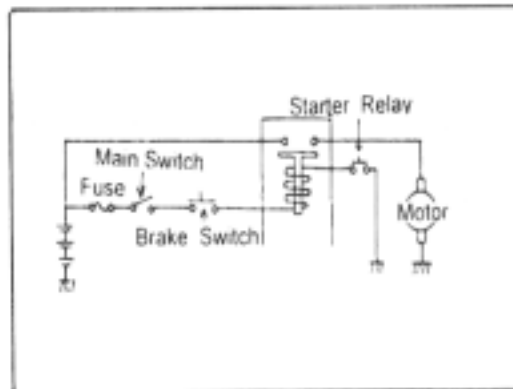 Starter Relay
Main Switch
Fuse
Motor
Brake Switch